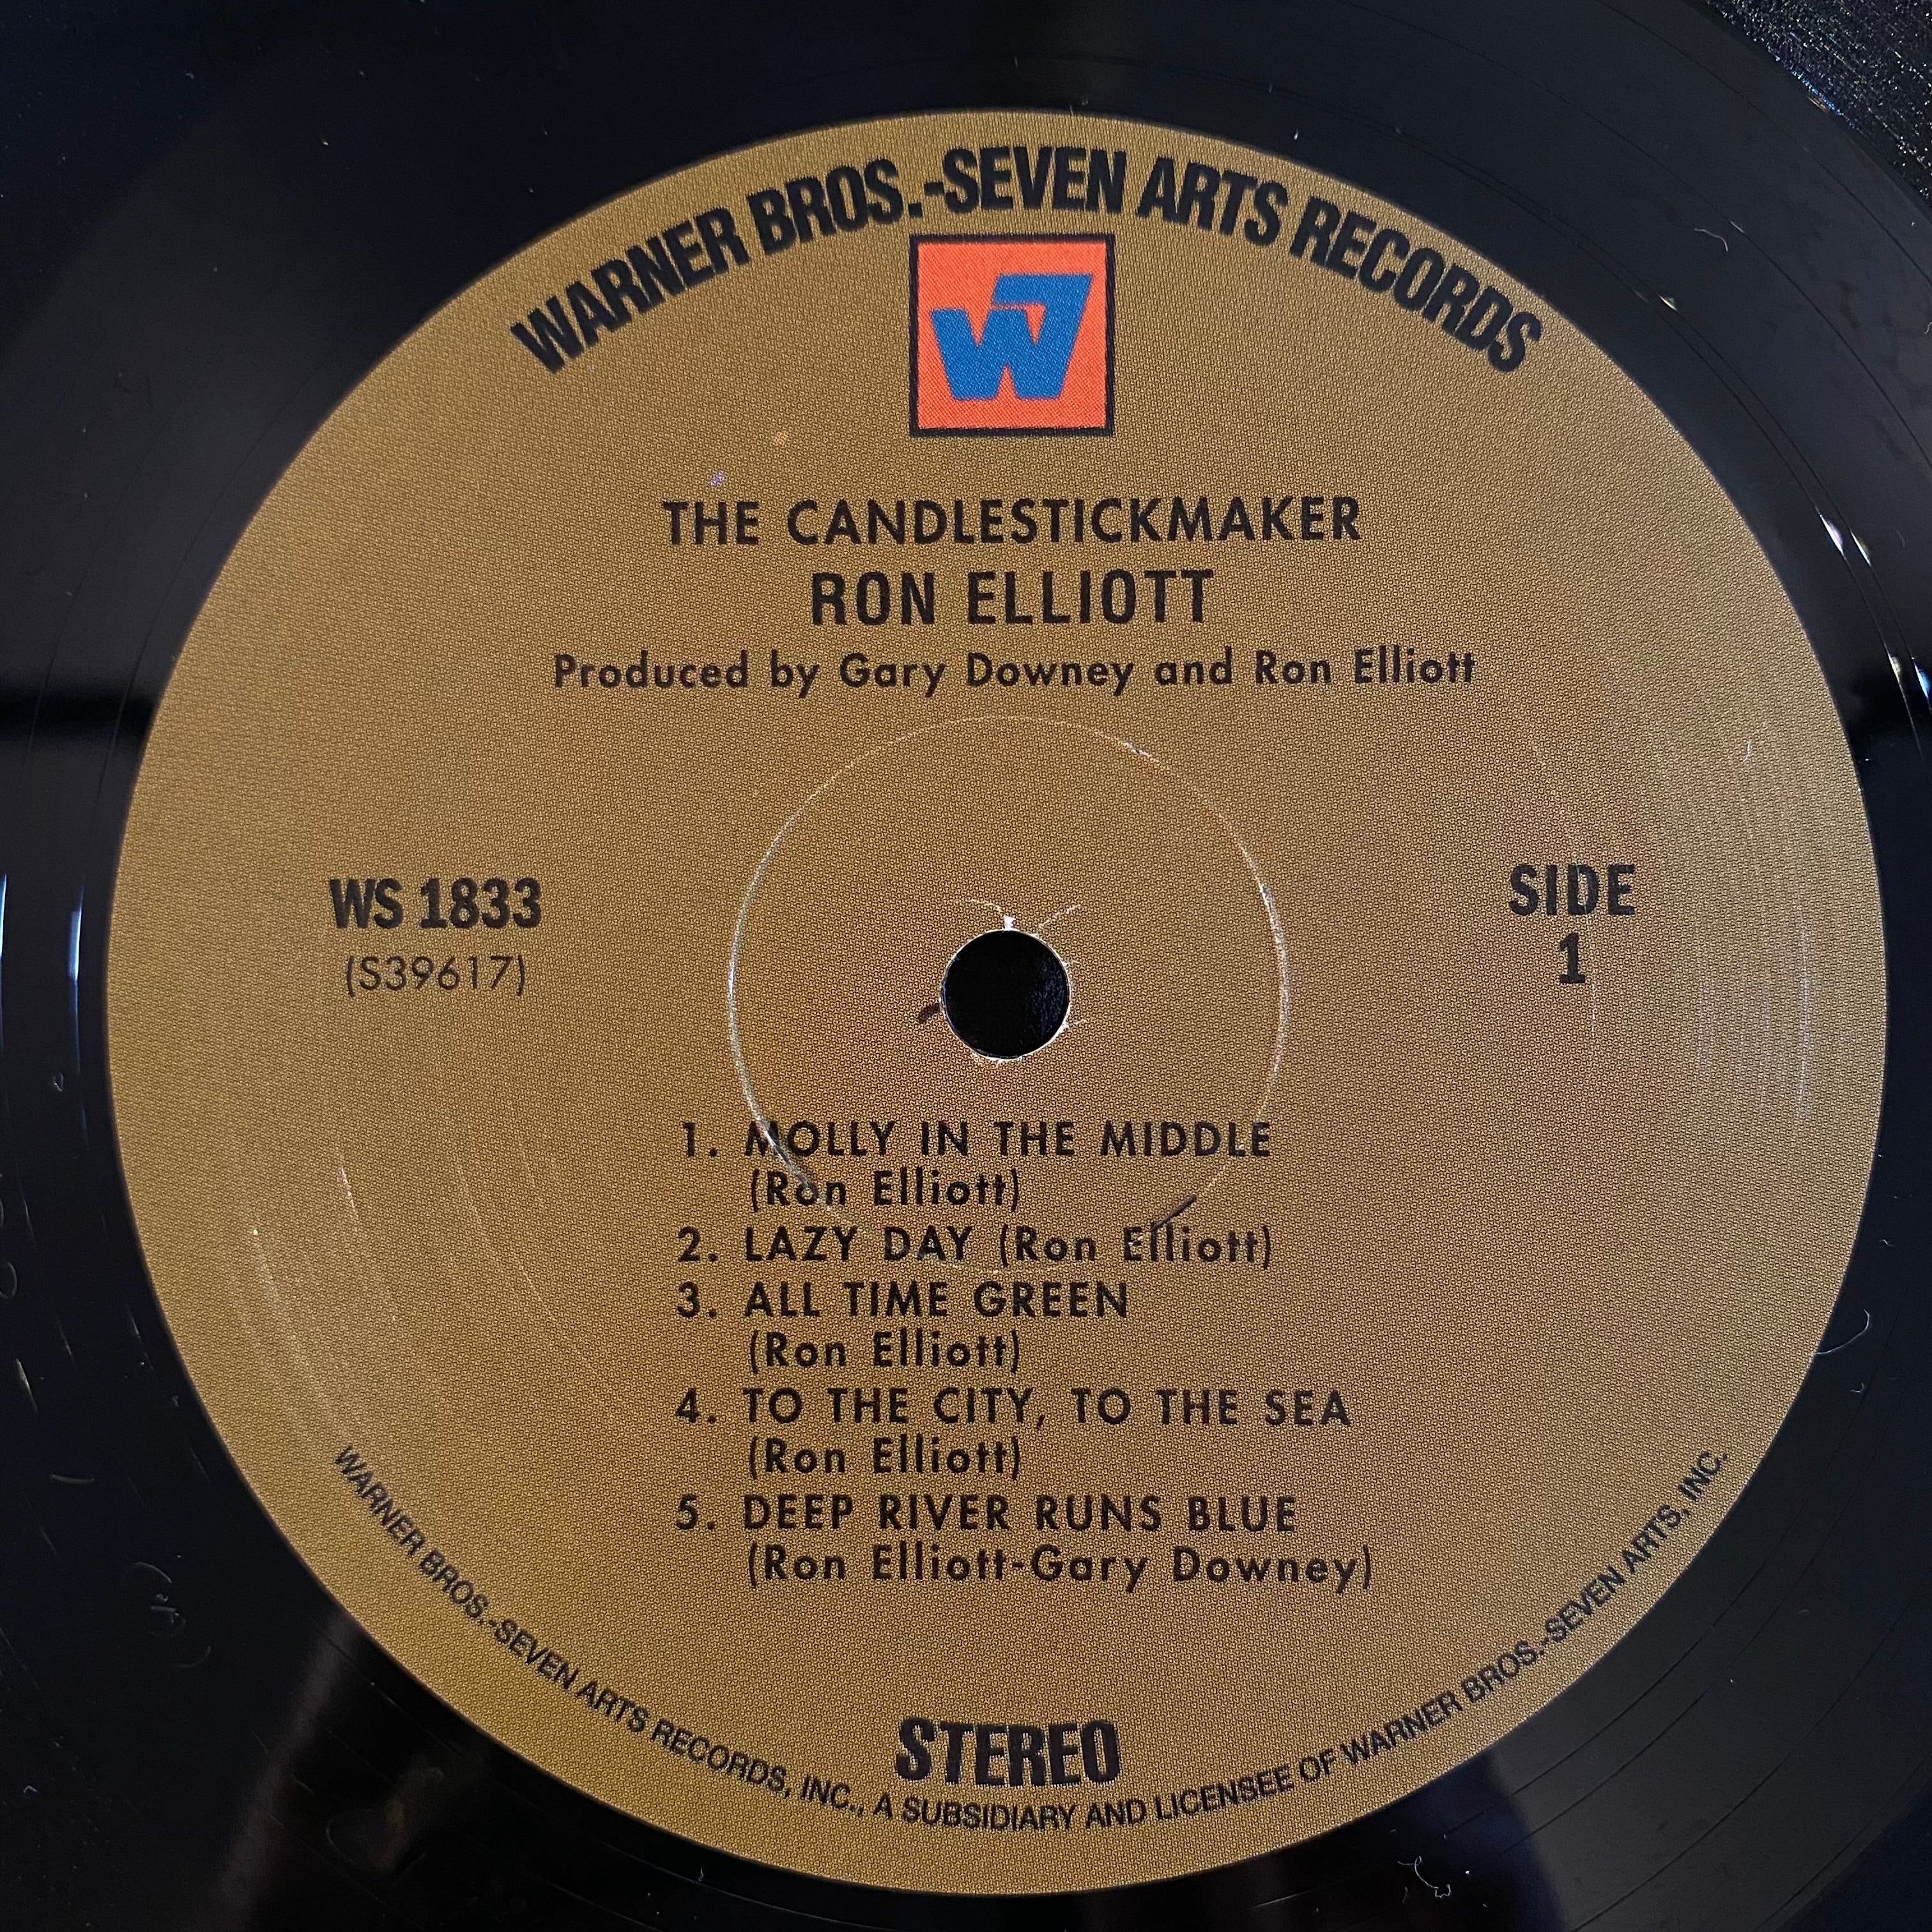 WARNER BROS.-SEVEN ARTS RECORDS
W7
THE CANDLESTICKMAKER
RON ELLIOTT
Produced by Gary Downey and Ron Elliott
WS 1833
(S39617)
SIDE
1
1. MOLLY IN THE MIDDLE
(Ron Elliott)
2. LAZY DAY (Ron Elliott)
3. ALL TIME GREEN
(Ron Elliott)
4. TO THE CITY, TO THE SEA
(Ron Elliott)
5. DEEP RIVER RUNS BLUE
(Ron Elliott-Gary Downey)
STEREO
WARNER BROS.-SEVEN ARTS RECORDS, INC., A SUBSIDIARY AND LICENSEE OF WARNER BROS.-SEVEN ARTS, INC.